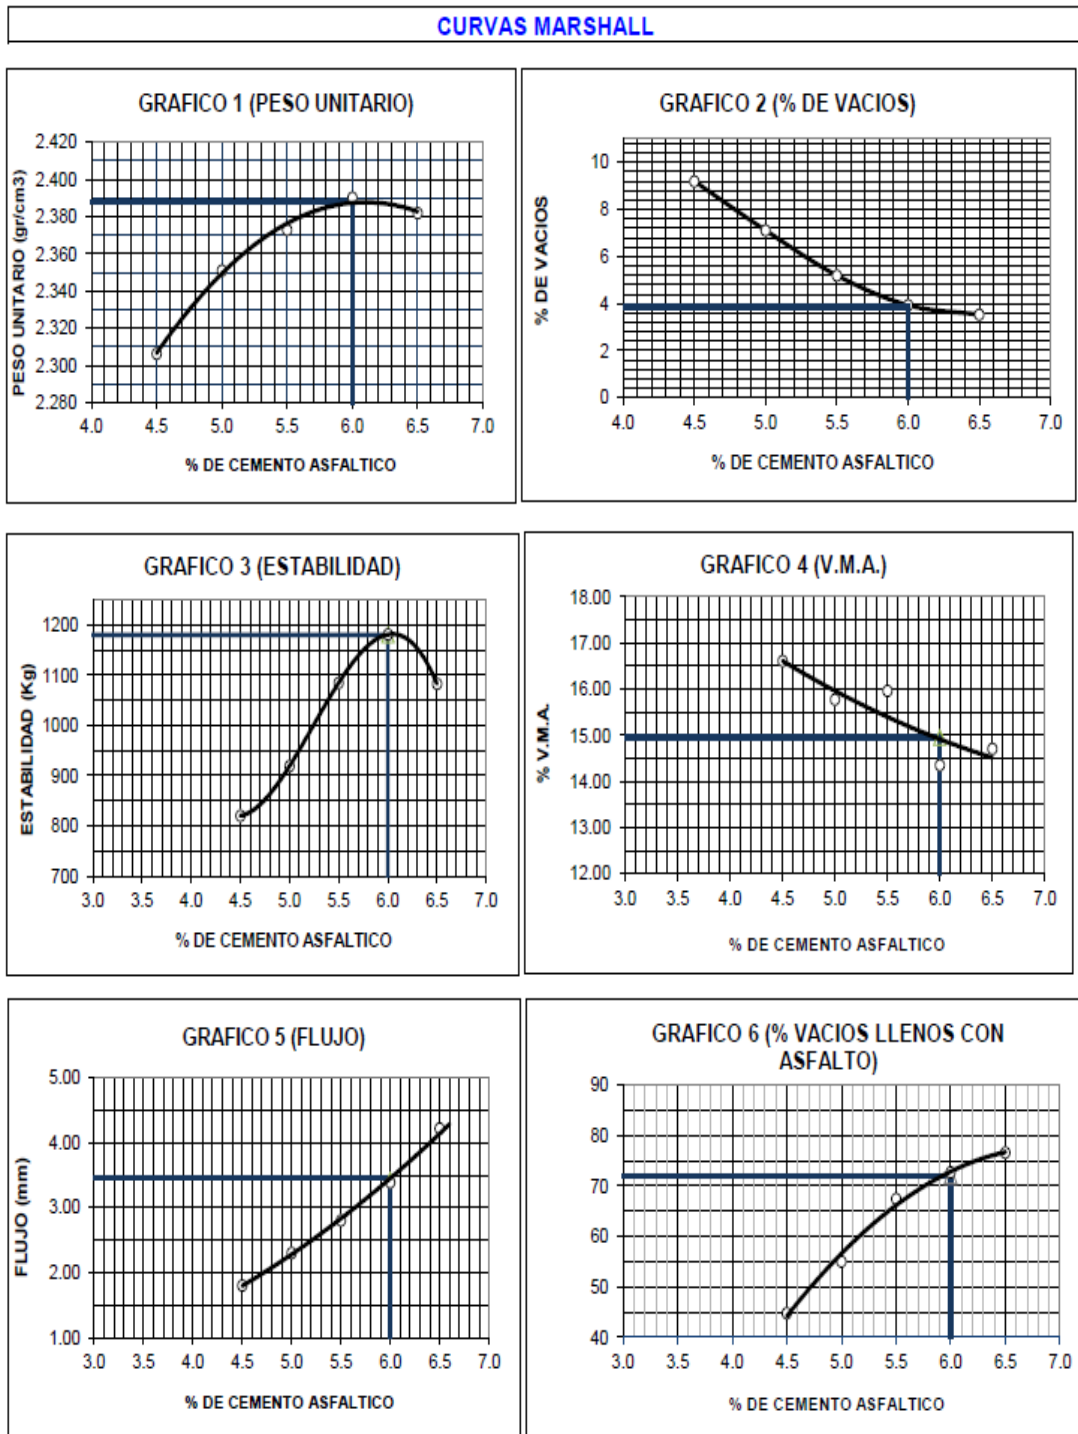 CURVAS MARSHALL
GRAFICO 1 (PESO UNITARIO)
PESO UNITARIO (gr/cm3)
2.420
2.400
2.380
2.360
2.340
2.320
2.300
2.280
4.0 4.5 5.0 5.5 6.0 6.5 7.0
% DE CEMENTO ASFALTICO
GRAFICO 2 (% DE VACIOS)
% DE VACIOS
10
8
6
4
2
0
4.0 4.5 5.0 5.5 6.0 6.5 7.0
% DE CEMENTO ASFALTICO
GRAFICO 3 (ESTABILIDAD)
ESTABILIDAD (Kg)
1200
1100
1000
900
800
700
3.0 3.5 4.0 4.5 5.0 5.5 6.0 6.5 7.0
% DE CEMENTO ASFALTICO
GRAFICO 4 (V.M.A.)
% V.M.A.
18.00
17.00
16.00
15.00
14.00
13.00
12.00
3.0 3.5 4.0 4.5 5.0 5.5 6.0 6.5 7.0
% DE CEMENTO ASFALTICO
GRAFICO 5 (FLUJO)
FLUJO (mm)
5.00
4.00
3.00
2.00
1.00
3.0 3.5 4.0 4.5 5.0 5.5 6.0 6.5 7.0
% DE CEMENTO ASFALTICO
GRAFICO 6 (% VACIOS LLENOS CON
ASFALTO)
90
80
70
60
50
40
3.0 3.5 4.0 4.5 5.0 5.5 6.0 6.5 7.0
% DE CEMENTO ASFALTICO